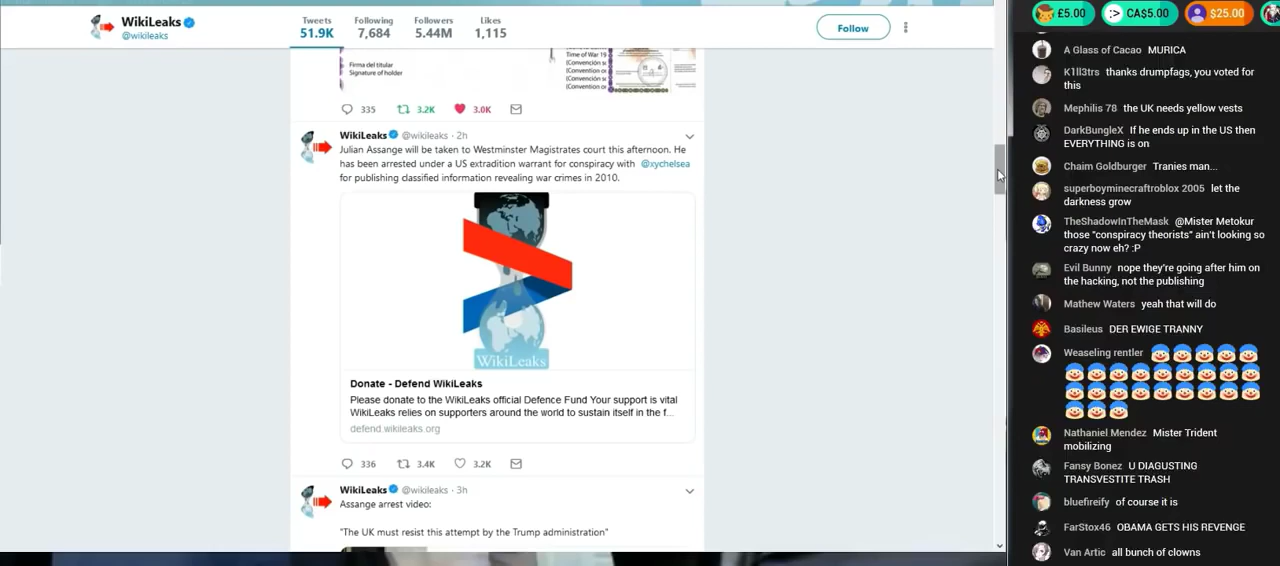 WikiLeaks
@wikileaks
Tweets
51.9K
Following
7,684
Followers
5.44M
Likes
1,115
Follow
Firma del titular
Signature of holder
Time of War 19
(Convención s
(Convention o
(Convención s
(Convention o
335 3.2K 3.0K
WikiLeaks @wikileaks · 2h
Julian Assange will be taken to Westminster Magistrates court this afternoon. He
has been arrested under a US extradition warrant for conspiracy with @xychelsea
for publishing classified information revealing war crimes in 2010.
WikiLeaks
Donate - Defend WikiLeaks
Please donate to the WikiLeaks official Defence Fund Your support is vital
WikiLeaks relies on supporters around the world to sustain itself in the f...
defend.wikileaks.org
336 3.4K 3.2K
WikiLeaks @wikileaks · 3h
Assange arrest video:
"The UK must resist this attempt by the Trump administration"
£5.00 CA$5.00 $25.00
A Glass of Cacao MURICA
K1ll3trs thanks drumpfags, you voted for
this
Mephilis 78 the UK needs yellow vests
DarkBungleX If he ends up in the US then
EVERYTHING is on
Chaim Goldburger Tranies man...
superboyminecraftroblox 2005 let the
darkness grow
TheShadowInTheMask @Mister Metokur
those "conspiracy theorists" ain't looking so
crazy now eh? :P
Evil Bunny nope they're going after him on
the hacking, not the publishing
Mathew Waters yeah that will do
Basileus DER EWIGE TRANNY
Weaseling rentler
Nathaniel Mendez Mister Trident
mobilizing
Fansy Bonez U DIAGUSTING
TRANSVESTITE TRASH
bluefireify of course it is
FarStox46 OBAMA GETS HIS REVENGE
Van Artic all bunch of clowns